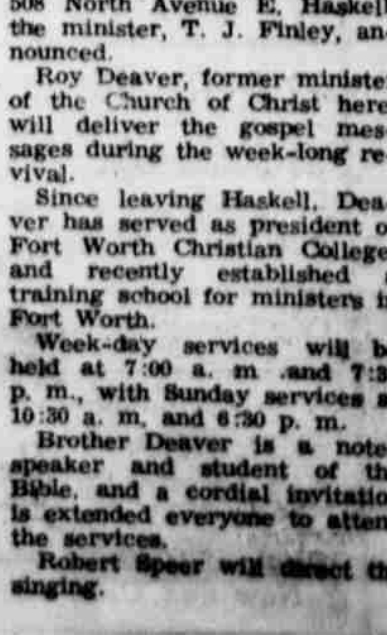 508 North Avenue E, Haskell
the minister, T. J. Finley, an-
nounced.
Roy Deaver, former ministe
of the Church of Christ here
will deliver the gospel mes
sages during the week-long re
vival.
Since leaving Haskell, Dea
ver has served as president o
Fort Worth Christian College
and recently established
training school for ministers i
Fort Worth.
Week-day services will b
held at 7:00 a. m .and 7:3
p. m., with Sunday services a
10:30 a. m, and 6:30 p. m.
Brother Deaver is a note
speaker and student of th
Bible, and a cordial invitatio
is extended everyone to atten
the services.
Robert Speer will direct th
singing.